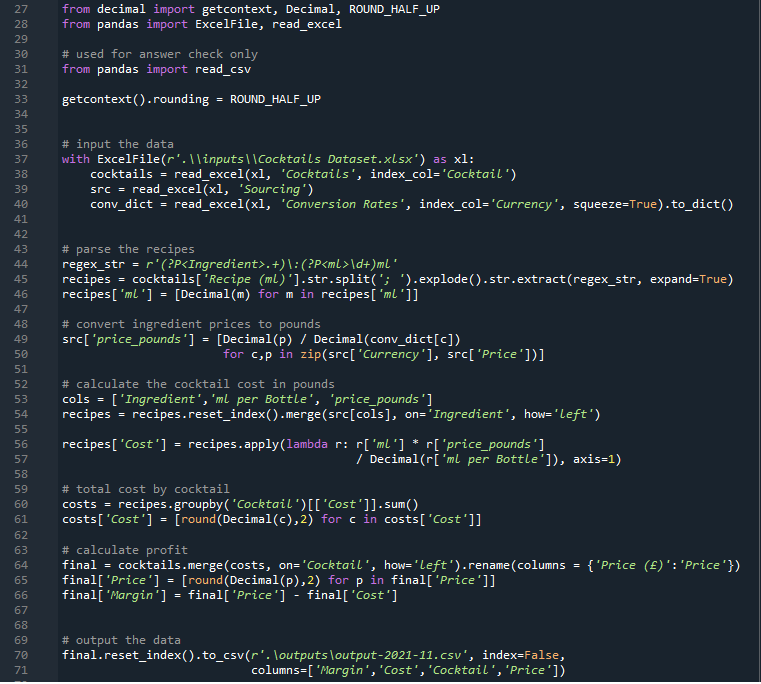 27 from decimal import getcontext, Decimal, ROUND_HALF_UP
28 from pandas import ExcelFile, read_excel
29
30 # used for answer check only
31 from pandas import read_csv
32
33 getcontext().rounding = ROUND_HALF_UP
34
35
36 # input the data
37 with ExcelFile(r'.\\inputs\\Cocktails Dataset.xlsx') as xl:
38     cocktails = read_excel(xl, 'Cocktails', index_col='Cocktail')
39     src = read_excel(xl, 'Sourcing')
40     conv_dict = read_excel(xl, 'Conversion Rates', index_col='Currency', squeeze=True).to_dict()
41
42
43 # parse the recipes
44 regex_str = r'(?P<Ingredient>.+)\:(?P<ml>\d+)ml'
45 recipes = cocktails['Recipe (ml)'].str.split('; ').explode().str.extract(regex_str, expand=True)
46 recipes['ml'] = [Decimal(m) for m in recipes['ml']]
47
48 # convert ingredient prices to pounds
49 src['price_pounds'] = [Decimal(p) / Decimal(conv_dict[c])
50                        for c,p in zip(src['Currency'], src['Price'])]
51
52 # calculate the cocktail cost in pounds
53 cols = ['Ingredient','ml per Bottle', 'price_pounds']
54 recipes = recipes.reset_index().merge(src[cols], on='Ingredient', how='left')
55
56 recipes['Cost'] = recipes.apply(lambda r: r['ml'] * r['price_pounds']
57                                           / Decimal(r['ml per Bottle']), axis=1)
58
59 # total cost by cocktail
60 costs = recipes.groupby('Cocktail')[['Cost']].sum()
61 costs['Cost'] = [round(Decimal(c),2) for c in costs['Cost']]
62
63 # calculate profit
64 final = cocktails.merge(costs, on='Cocktail', how='left').rename(columns = {'Price (£)':'Price'})
65 final['Price'] = [round(Decimal(p),2) for p in final['Price']]
66 final['Margin'] = final['Price'] - final['Cost']
67
68
69 # output the data
70 final.reset_index().to_csv(r'.\outputs\output-2021-11.csv', index=False,
71                            columns=['Margin','Cost','Cocktail','Price'])